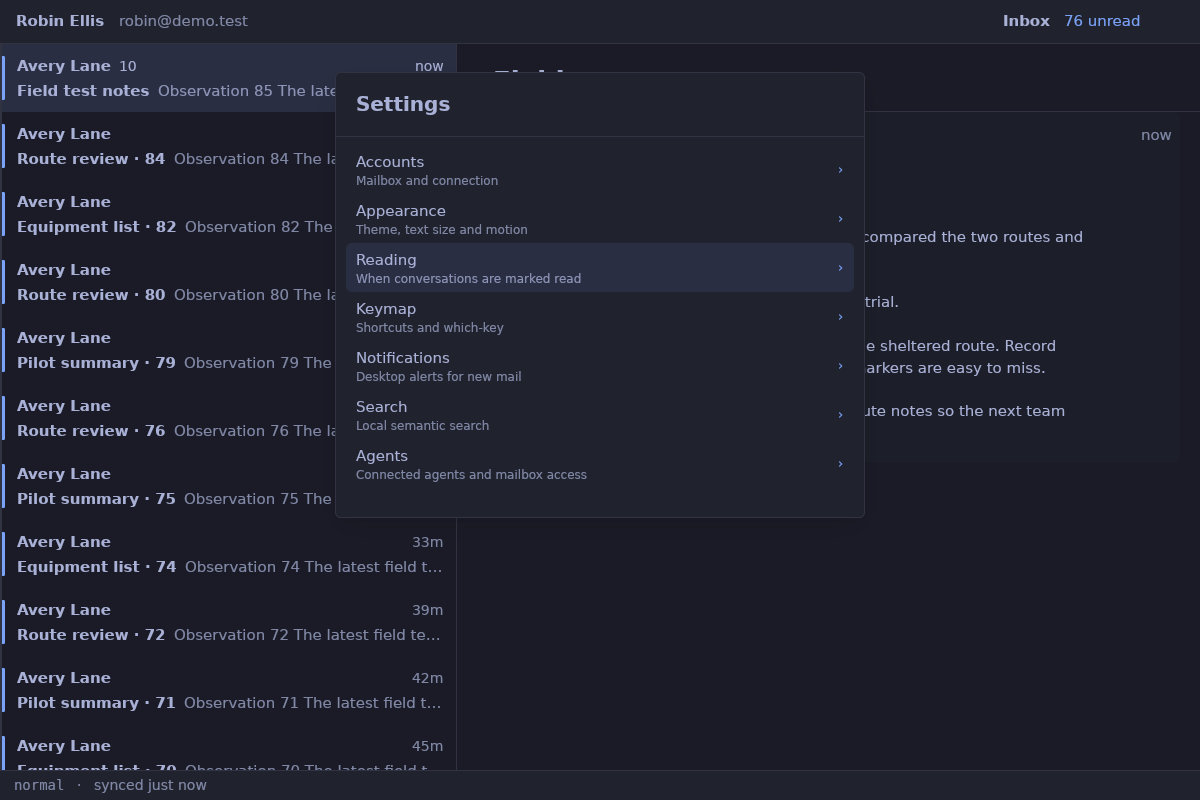 Robin Ellis robin@demo.test Inbox 76 unread
Avery Lane 10 now
Field test notes Observation 85 The late
Avery Lane
Route review · 84 Observation 84 The la
Avery Lane
Equipment list · 82 Observation 82 The
Avery Lane
Route review · 80 Observation 80 The la
Avery Lane
Pilot summary · 79 Observation 79 The
Avery Lane
Route review · 76 Observation 76 The la
Avery Lane
Pilot summary · 75 Observation 75 The
Avery Lane 33m
Equipment list · 74 Observation 74 The latest field t…
Avery Lane 39m
Route review · 72 Observation 72 The latest field te…
Avery Lane 42m
Pilot summary · 71 Observation 71 The latest field t…
Avery Lane 45m
Equipment list · 70 Observation 70 The latest field t…
Settings
Accounts
Mailbox and connection
›
Appearance
Theme, text size and motion
›
Reading
When conversations are marked read
›
Keymap
Shortcuts and which-key
›
Notifications
Desktop alerts for new mail
›
Search
Local semantic search
›
Agents
Connected agents and mailbox access
›
now
compared the two routes and
trial.
e sheltered route. Record
arkers are easy to miss.
ute notes so the next team
normal · synced just now